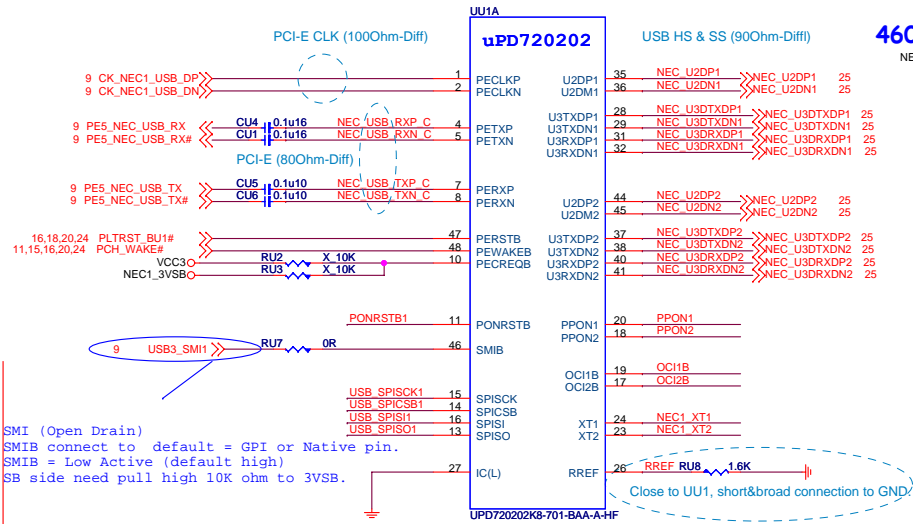 UU1A
PCI-E CLK (100Ohm-Diff)
uPD720202
USB HS & SS (90Ohm-Diffl)
460
NE
9 CK_NEC1_USB_DP
1
PECLKP
9 CK_NEC1_USB_DN
2
PECLKN
U2DP1
35
NEC_U2DP1
NEC_U2DP1 25
U2DM1
36
NEC_U2DN1
NEC_U2DN1 25
9 PE5_NEC_USB_RX
CU4
0.1u16
NEC_USB_RXP_C
4
PETXP
9 PE5_NEC_USB_RX#
CU1
0.1u16
NEC_USB_RXN_C
5
PETXN
U3TXDP1
28
NEC_U3DTXDP1
NEC_U3DTXDP1 25
U3TXDN1
29
NEC_U3DTXDN1
NEC_U3DTXDN1 25
U3RXDP1
31
NEC_U3DRXDP1
NEC_U3DRXDP1 25
U3RXDN1
32
NEC_U3DRXDN1
NEC_U3DRXDN1 25
PCI-E (80Ohm-Diff)
9 PE5_NEC_USB_TX
CU5
0.1u10
NEC_USB_TXP_C
7
PERXP
9 PE5_NEC_USB_TX#
CU6
0.1u10
NEC_USB_TXN_C
8
PERXN
U2DP2
44
NEC_U2DP2
NEC_U2DP2 25
U2DM2
45
NEC_U2DN2
NEC_U2DN2 25
16,18,20,24 PLTRST_BU1#
47
PERSTB
11,15,16,20,24 PCH_WAKE#
48
PEWAKEB
VCC3
RU2
X_10K
10
PECREQB
NEC1_3VSB
RU3
X_10K
U3TXDP2
37
NEC_U3DTXDP2
NEC_U3DTXDP2 25
U3TXDN2
38
NEC_U3DTXDN2
NEC_U3DTXDN2 25
U3RXDP2
40
NEC_U3DRXDP2
NEC_U3DRXDP2 25
U3RXDN2
41
NEC_U3DRXDN2
NEC_U3DRXDN2 25
PONRSTB1
11
PONRSTB
PPON1
20
PPON1
PPON2
18
PPON2
9 USB3_SMI1
RU7
0R
46
SMIB
OCI1B
19
OCI1B
OCI2B
17
OCI2B
USB_SPISCK1
15
SPISCK
USB_SPICSB1
14
SPICSB
USB_SPISI1
16
SPISI
USB_SPISO1
13
SPISO
XT1
24
NEC1_XT1
XT2
23
NEC1_XT2
SMI (Open Drain)
SMIB connect to default = GPI or Native pin.
SMIB = Low Active (default high)
SB side need pull high 10K ohm to 3VSB.
27
IC(L)
RREF
26
RREF
RU8
1.6K
Close to UU1, short&broad connection to GND.
UPD720202K8-701-BAA-A-HF